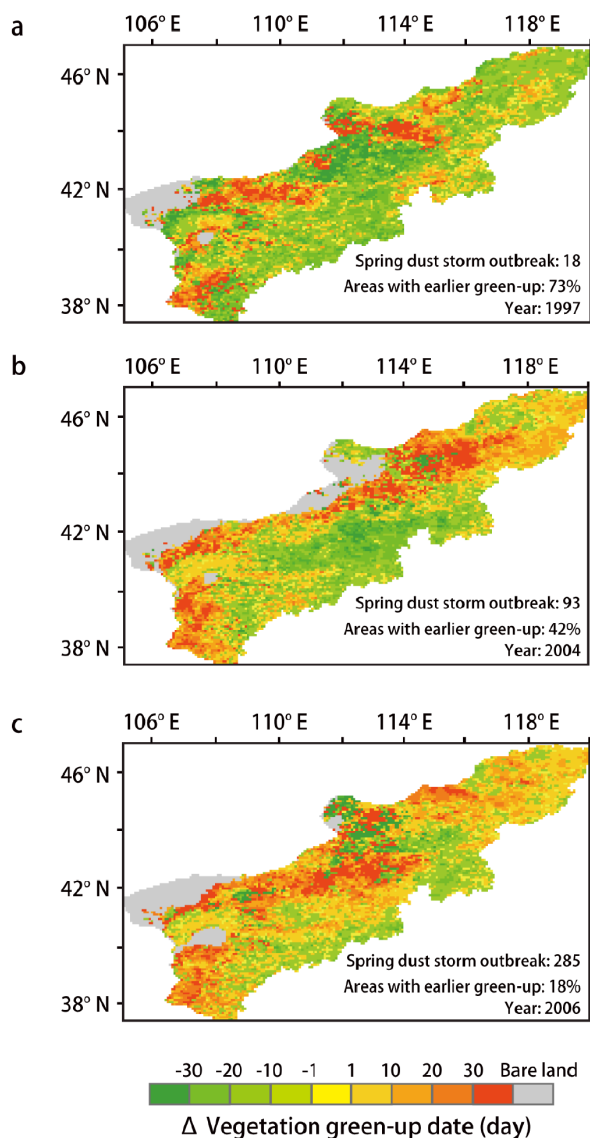 a
106° E 110° E 114° E 118° E
46° N
42° N
38° N
Spring dust storm outbreak: 18
Areas with earlier green-up: 73%
Year: 1997
b
106° E 110° E 114° E 118° E
46° N
42° N
38° N
Spring dust storm outbreak: 93
Areas with earlier green-up: 42%
Year: 2004
c
106° E 110° E 114° E 118° E
46° N
42° N
38° N
Spring dust storm outbreak: 285
Areas with earlier green-up: 18%
Year: 2006
-30 -20 -10 -1 1 10 20 30 Bare land
Δ Vegetation green-up date (day)